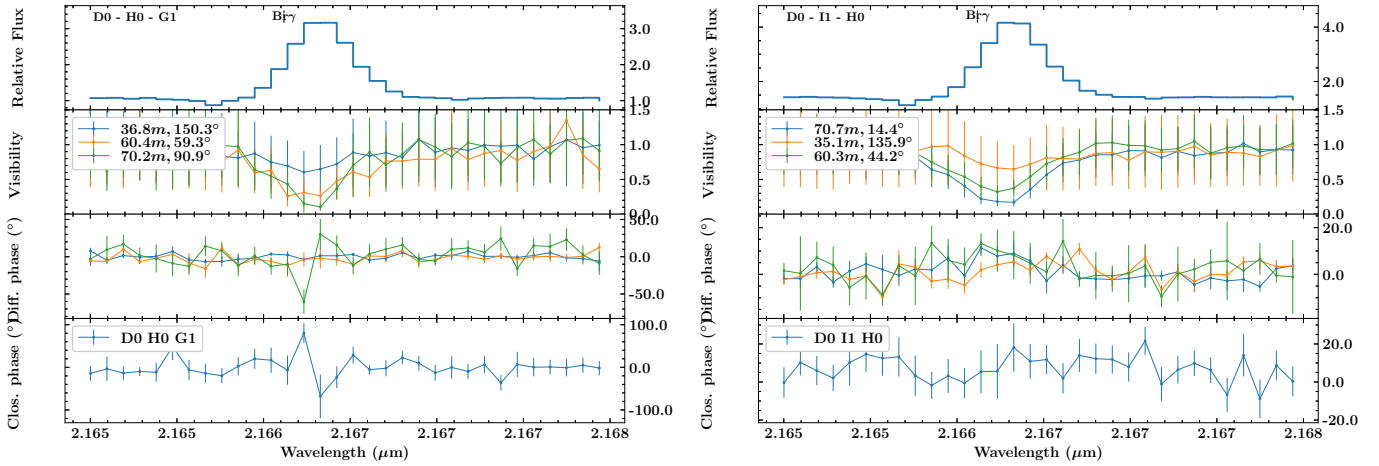 D0 - H0 - G1
Brγ
Relative Flux
3.0
2.0
1.0
1.5
36.8m, 150.3°
60.4m, 59.3°
70.2m, 90.9°
Visibility
1.0
0.5
0.0
50.0
Diff. phase (°)
0.0
-50.0
100.0
D0 H0 G1
Clos. phase (°)
0.0
-100.0
2.165 2.165 2.166 2.167 2.167 2.167 2.168
Wavelength (μm)
D0 - I1 - H0
Brγ
Relative Flux
4.0
2.0
1.5
70.7m, 14.4°
35.1m, 135.9°
60.3m, 44.2°
Visibility
1.0
0.5
0.0
20.0
Diff. phase (°)
0.0
D0 I1 H0
20.0
Clos. phase (°)
0.0
-20.0
2.165 2.165 2.166 2.167 2.167 2.167 2.168
Wavelength (μm)